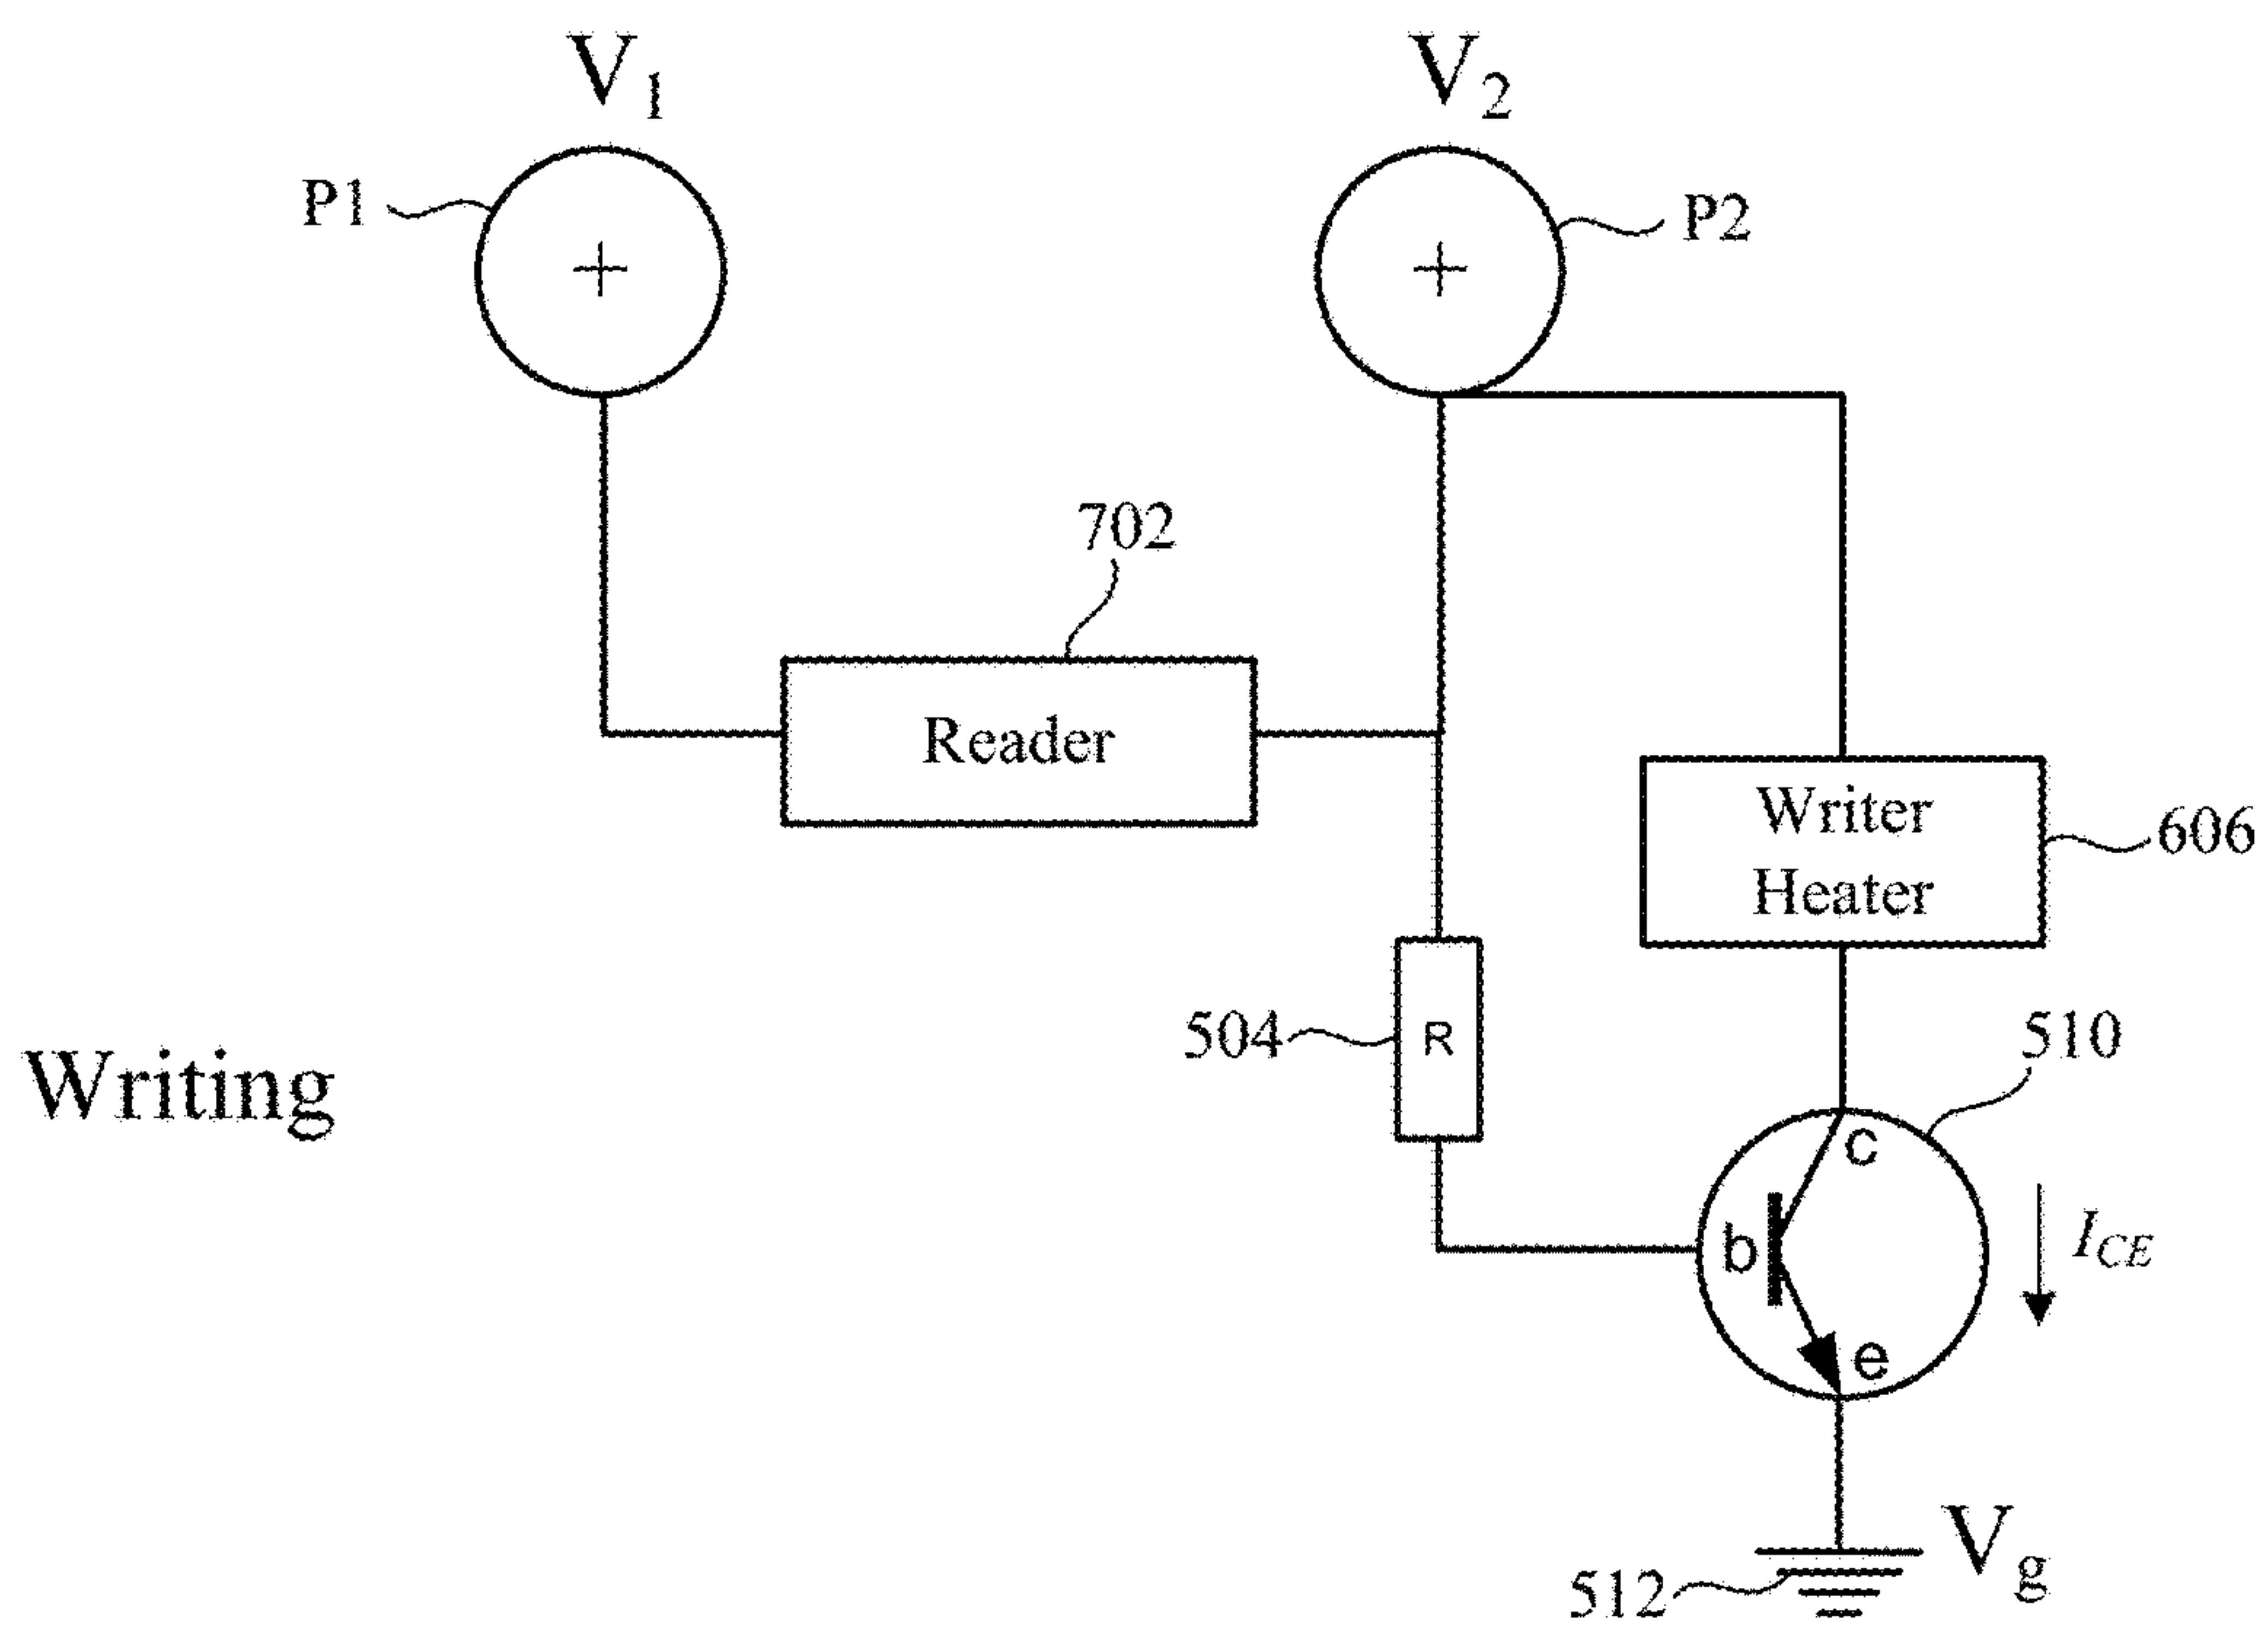 V1
V2
P1
P2
702
Reader
Writer
Heater
606
504
R
510
Writing
c
b
ICE
e
Vg
512